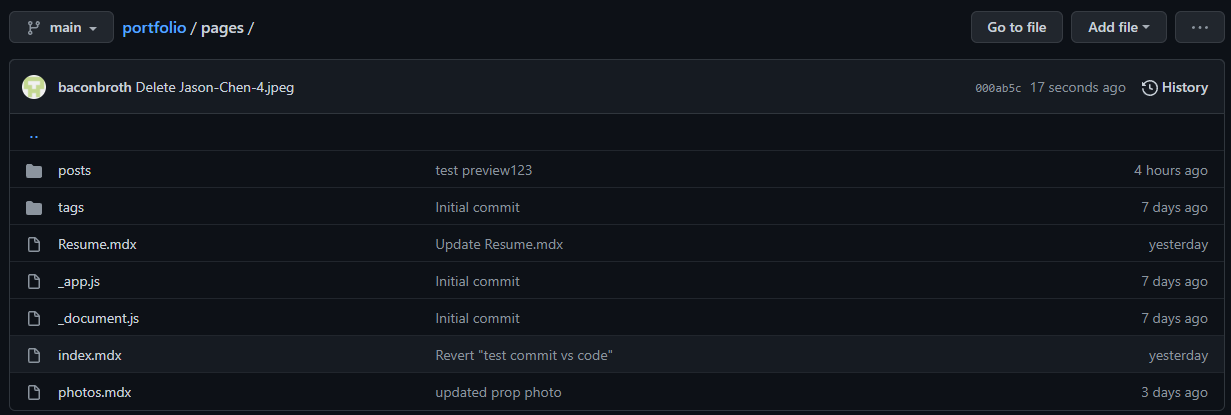 main portfolio / pages / Go to file Add file ...
baconbroth Delete Jason-Chen-4.jpeg 000ab5c 17 seconds ago History
..
posts test preview123 4 hours ago
tags Initial commit 7 days ago
Resume.mdx Update Resume.mdx yesterday
_app.js Initial commit 7 days ago
_document.js Initial commit 7 days ago
index.mdx Revert "test commit vs code" yesterday
photos.mdx updated prop photo 3 days ago